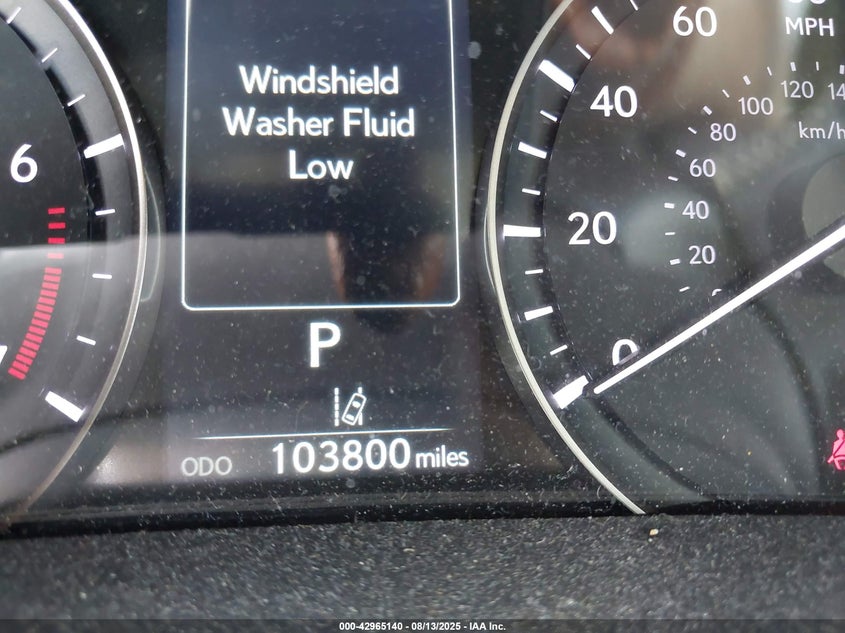 Windshield
Washer Fluid
Low
6
60
MPH
40
100
120
80
km/h
60
20
40
20
0
P
ODO 103800 miles
000-42965140 - 08/13/2025 - IAA Inc.